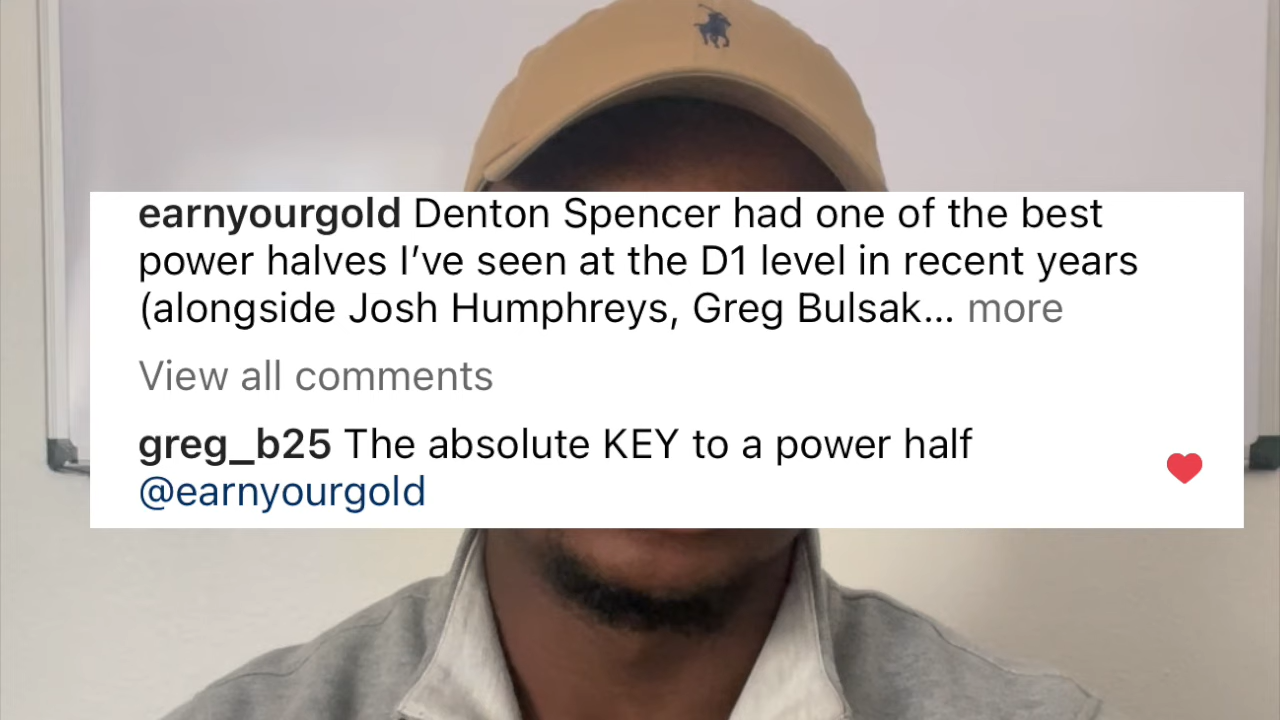 earnyourgold Denton Spencer had one of the best
power halves I’ve seen at the D1 level in recent years
(alongside Josh Humphreys, Greg Bulsak... more
View all comments
greg_b25 The absolute KEY to a power half
@earnyourgold